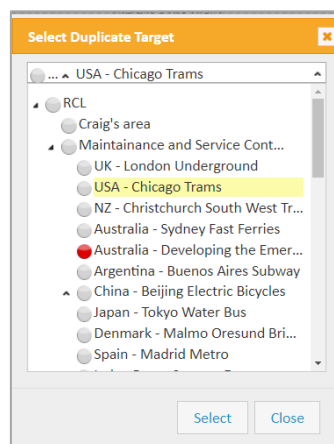 Select Duplicate Target
... USA - Chicago Trams
RCL
Craig's area
Maintainance and Service Cont...
UK - London Underground
USA - Chicago Trams
NZ - Christchurch South West Tr...
Australia - Sydney Fast Ferries
Australia - Developing the Emer...
Argentina - Buenos Aires Subway
China - Beijing Electric Bicycles
Japan - Tokyo Water Bus
Denmark - Malmo Oresund Bri...
Spain - Madrid Metro
Select Close